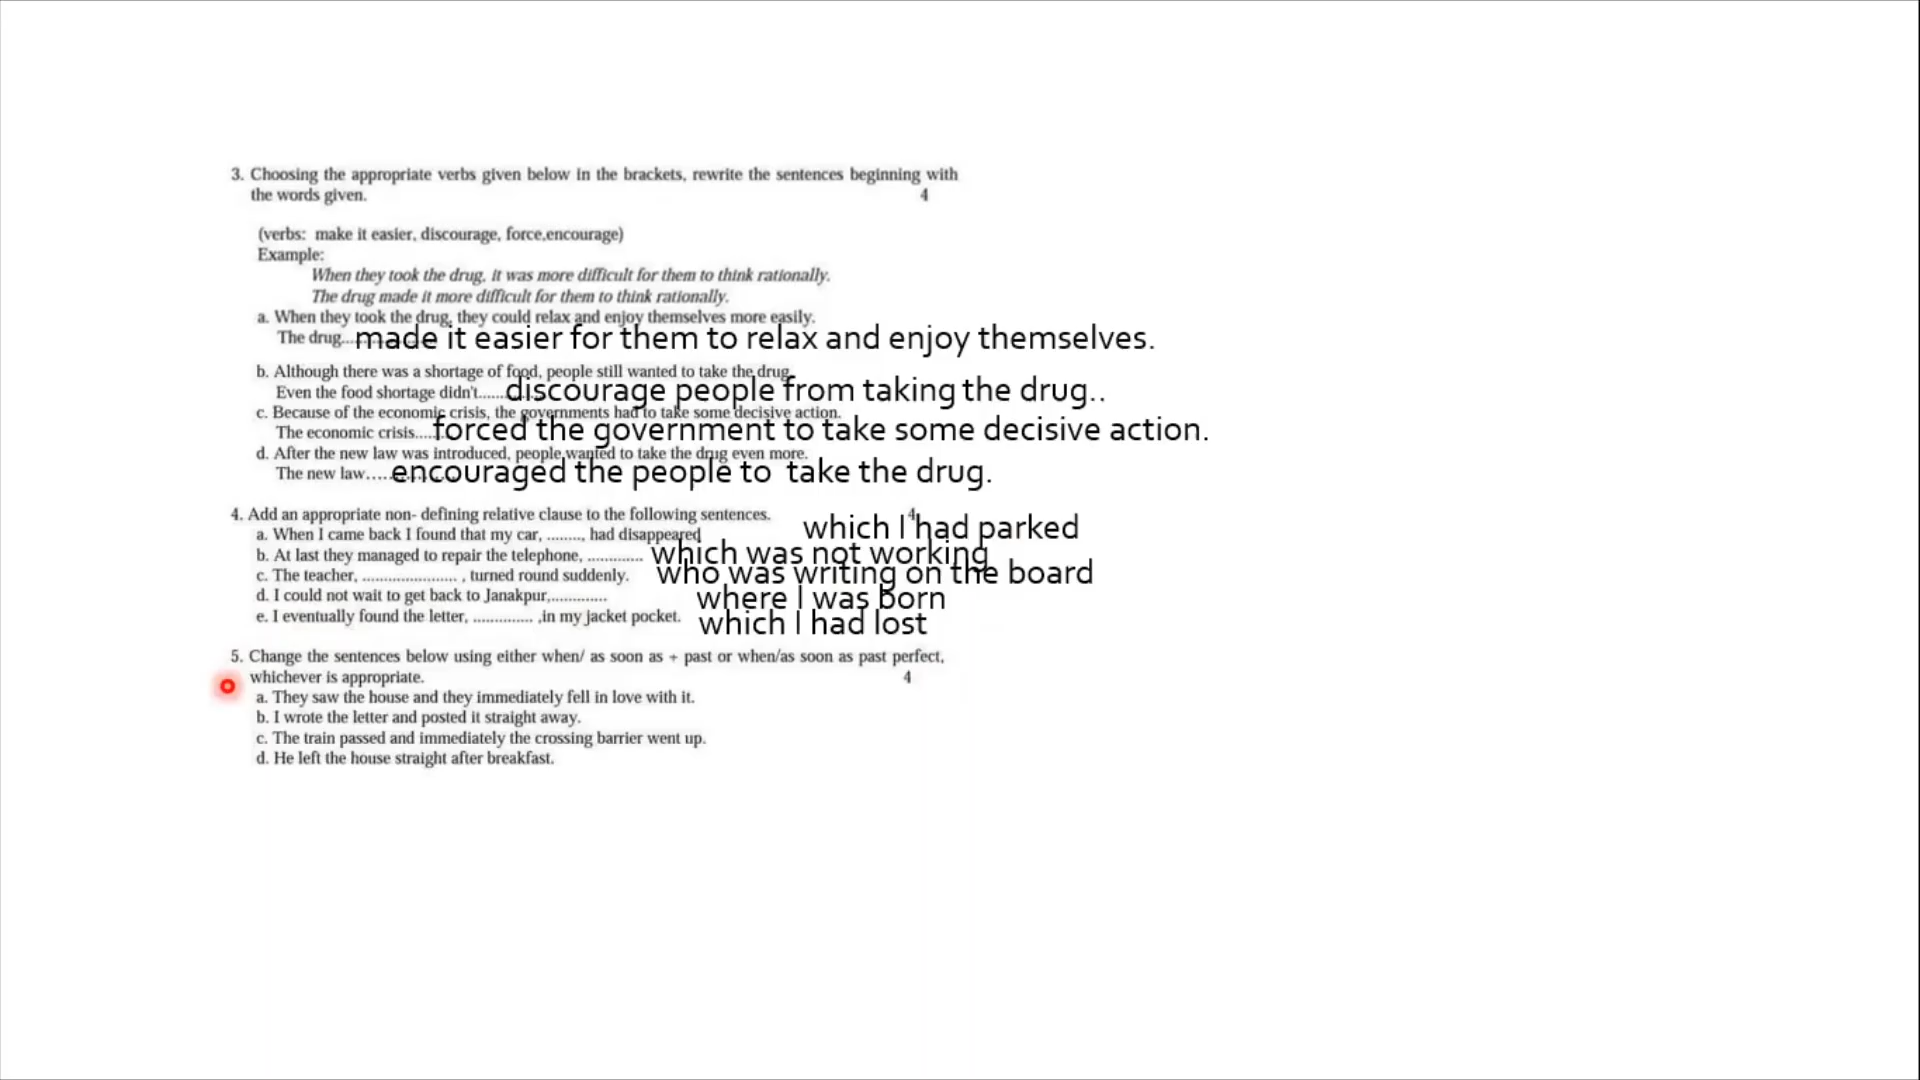 3. Choosing the appropriate verbs given below in the brackets, rewrite the sentences beginning with
the words given. 4
(verbs: make it easier, discourage, force,encourage)
Example:
When they took the drug, it was more difficult for them to think rationally.
The drug made it more difficult for them to think rationally.
a. When they took the drug, they could relax and enjoy themselves more easily.
The drug.... made it easier for them to relax and enjoy themselves.
b. Although there was a shortage of food, people still wanted to take the drug.
Even the food shortage didn't...... discourage people from taking the drug..
c. Because of the economic crisis, the governments had to take some decisive action.
The economic crisis.... forced the government to take some decisive action.
d. After the new law was introduced, people wanted to take the drug even more.
The new law..... encouraged the people to take the drug.
4. Add an appropriate non- defining relative clause to the following sentences. 4
a. When I came back I found that my car, ........, had disappeared which I had parked
b. At last they managed to repair the telephone, ............. which was not working
c. The teacher, ....................... , turned round suddenly. who was writing on the board
d. I could not wait to get back to Janakpur,.............. where I was born
e. I eventually found the letter, .............. ,in my jacket pocket. which I had lost
5. Change the sentences below using either when/ as soon as + past or when/as soon as past perfect,
whichever is appropriate. 4
a. They saw the house and they immediately fell in love with it.
b. I wrote the letter and posted it straight away.
c. The train passed and immediately the crossing barrier went up.
d. He left the house straight after breakfast.